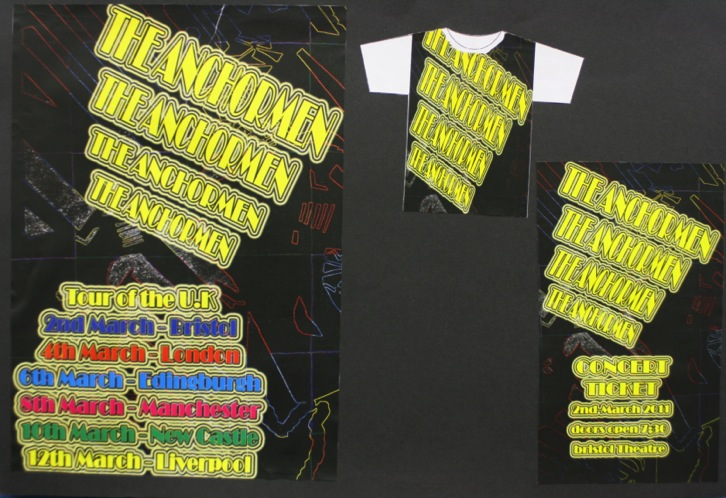 THE ANCHORMEN
THE ANCHORMEN
THE ANCHORMEN
THE ANCHORMEN
Tour of the U.K
2nd March - Bristol
4th March - London
6th March - Edingburgh
8th March - Manchester
10th March - New Castle
12th March - Liverpool
THE ANCHORMEN
THE ANCHORMEN
THE ANCHORMEN
THE ANCHORMEN
THE ANCHORMEN
THE ANCHORMEN
THE ANCHORMEN
THE ANCHORMEN
CONCERT
TICKET
2nd March 2011
doors open 7:30
bristol Theatre